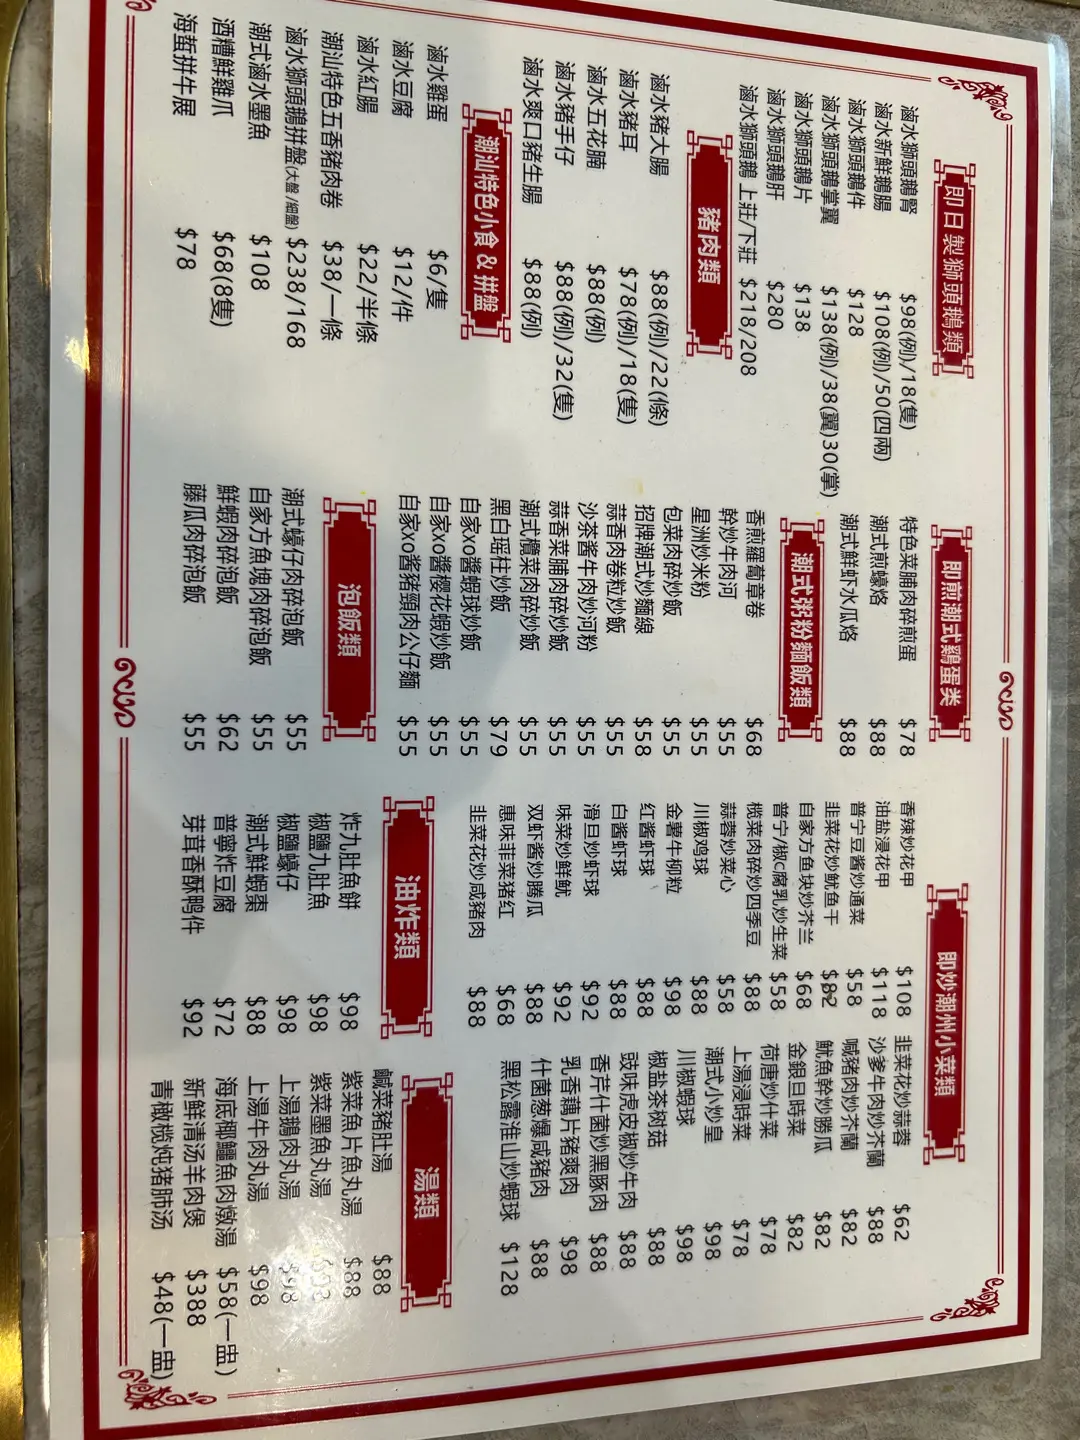 即日製獅頭鵝類
滷水獅頭鵝腎 $98(例)/18(隻)
滷水新鮮鵝腸 $108(例)/50(四兩)
滷水獅頭鵝件 $128
滷水獅頭鵝掌翼 $138(例)/38(翼)30(掌)
滷水獅頭鵝片 $138
滷水獅頭鵝肝 $280
滷水獅頭鵝 上莊/下莊 $218/208
豬肉類
滷水豬大腸 $88(例)/22(條)
滷水豬耳 $78(例)/18(隻)
滷水五花腩 $88(例)
滷水豬手仔 $88(例)/32(隻)
滷水爽口豬生腸 $88(例)
潮汕特色小食 & 拼盤
滷水雞蛋 $6/隻
滷水豆腐 $12/件
滷水紅腸 $22/半條
潮汕特色五香豬肉卷 $38/一條
滷水獅頭鵝拼盤(大盤/細盤) $238/168
潮式滷水墨魚 $108
酒糟鮮雞爪 $68(8隻)
海蜇拼牛展 $78
即煎潮式鷄蛋类
特色菜脯肉碎煎蛋 $78
潮式煎蠔烙 $88
潮式鮮虾水瓜烙 $88
潮式粥粉麵飯類
香煎羅蔔章卷 $68
幹炒牛肉河 $55
星洲炒米粉 $55
包菜肉碎炒飯 $55
招牌潮式炒麵線 $58
蒜香肉卷粒炒飯 $55
沙茶酱牛肉炒河粉 $55
蒜香菜脯肉碎炒飯 $55
潮式欖菜肉碎炒飯 $55
黑白瑶柱炒飯 $79
自家xo醬蝦球炒飯 $55
自家xo醬樱花蝦炒飯 $55
自家xo醬豬頸肉公仔麵 $55
泡飯類
潮式蠔仔肉碎泡飯 $55
自家方魚塊肉碎泡飯 $55
鮮蝦肉碎泡飯 $62
藤瓜肉碎泡飯 $55
即炒潮州小菜類
香辣炒花甲 $108
油盐浸花甲 $118
普宁豆酱炒通菜 $58
韭菜花炒魷鱼干 $82
自家方鱼块炒芥兰 $68
普宁/椒C腐乳炒生菜 $58
榄菜肉碎炒四季豆 $88
蒜蓉炒菜心 $58
川椒鸡球 $88
金薯牛柳粒 $98
红酱虾球 $88
白酱虾球 $88
滑旦炒虾球 $92
味菜炒鲜鱿 $92
双虾酱炒腾瓜 $88
惠味韭菜猪红 $68
韭菜花炒咸豬肉 $88
韭菜花炒蒜蓉 $62
沙爹牛肉炒芥蘭 $88
喊豬肉炒芥蘭 $82
魷魚幹炒勝瓜 $82
金銀旦時菜 $82
荷唐炒什菜 $78
上湯浸時菜 $78
潮式小炒皇 $98
川椒蝦球 $98
椒盐茶树菇 $88
豉珠虎皮椒炒牛肉 $88
香芹什菌炒黑豚肉 $88
乳香藕片豬爽肉 $98
什菌葱爆咸豬肉 $88
黑松露淮山炒蝦球 $128
油炸類
炸九肚魚餅 $98
椒鹽九肚魚 $98
椒鹽蠔仔 $98
潮式鮮蝦棗 $88
普寧炸豆腐 $72
芽茸香酥鸭件 $92
湯類
鹹菜豬肚湯 $88
紫菜魚片魚丸湯 $88
紫菜墨魚丸湯
上湯鵝肉丸湯 $98
上湯牛肉丸湯 $98
海底椰鱷魚肉燉湯 $58(一盅)
新鲜清汤羊肉煲 $388
青橄榄炖猪肺汤 $48(一盅)